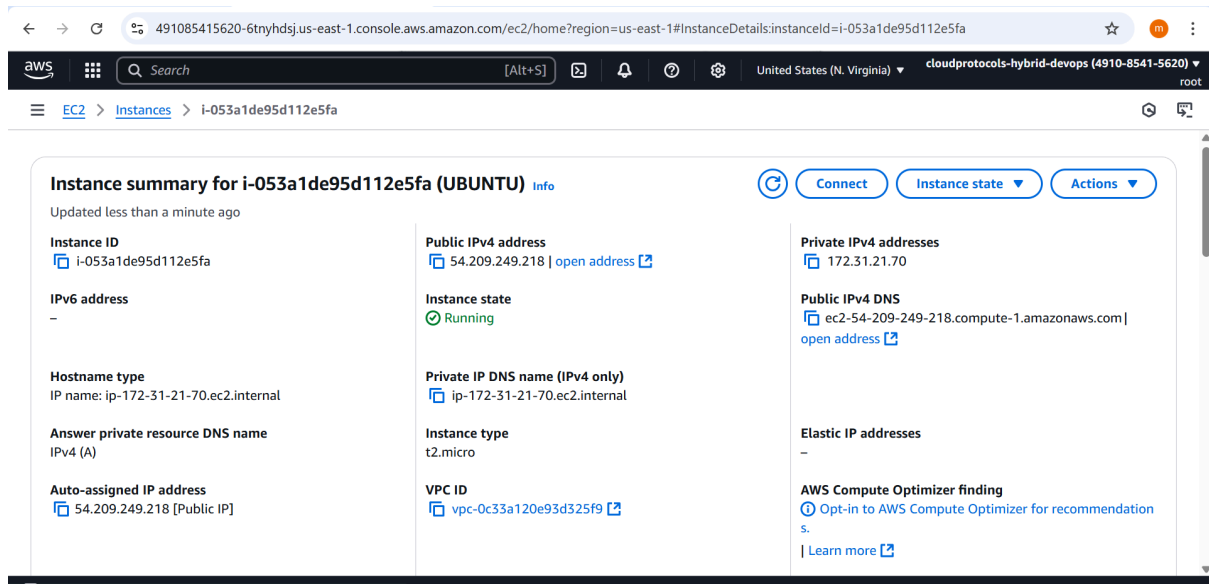 491085415620-6tnyhdsj.us-east-1.console.aws.amazon.com/ec2/home?region=us-east-1#InstanceDetails:instanceId=i-053a1de95d112e5fa
m
aws
Search
[Alt+S]
United States (N. Virginia)
cloudprotocols-hybrid-devops (4910-8541-5620)
root
EC2 > Instances > i-053a1de95d112e5fa
Instance summary for i-053a1de95d112e5fa (UBUNTU) Info
Connect
Instance state
Actions
Updated less than a minute ago
Instance ID
i-053a1de95d112e5fa
Public IPv4 address
54.209.249.218 | open address
Private IPv4 addresses
172.31.21.70
IPv6 address
–
Instance state
Running
Public IPv4 DNS
ec2-54-209-249-218.compute-1.amazonaws.com |
open address
Hostname type
IP name: ip-172-31-21-70.ec2.internal
Private IP DNS name (IPv4 only)
ip-172-31-21-70.ec2.internal
Answer private resource DNS name
IPv4 (A)
Instance type
t2.micro
Elastic IP addresses
–
Auto-assigned IP address
54.209.249.218 [Public IP]
VPC ID
vpc-0c33a120e93d325f9
AWS Compute Optimizer finding
Opt-in to AWS Compute Optimizer for recommendation
s.
| Learn more